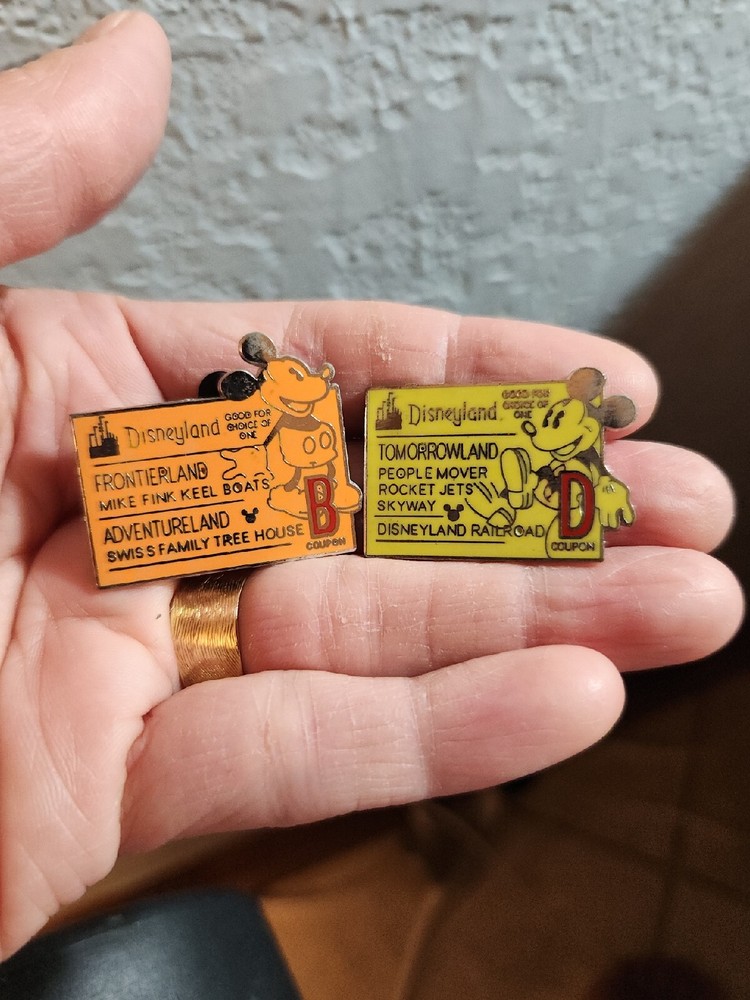 Disneyland
GOOD FOR
CHOICE OF
ONE
FRONTIERLAND
MIKE FINK KEEL BOATS
ADVENTURELAND
SWISS FAMILY TREE HOUSE
B
COUPON
Disneyland
GOOD FOR
CHOICE OF
ONE
TOMORROWLAND
PEOPLE MOVER
ROCKET JETS
SKYWAY
DISNEYLAND RAILROAD
D
COUPON